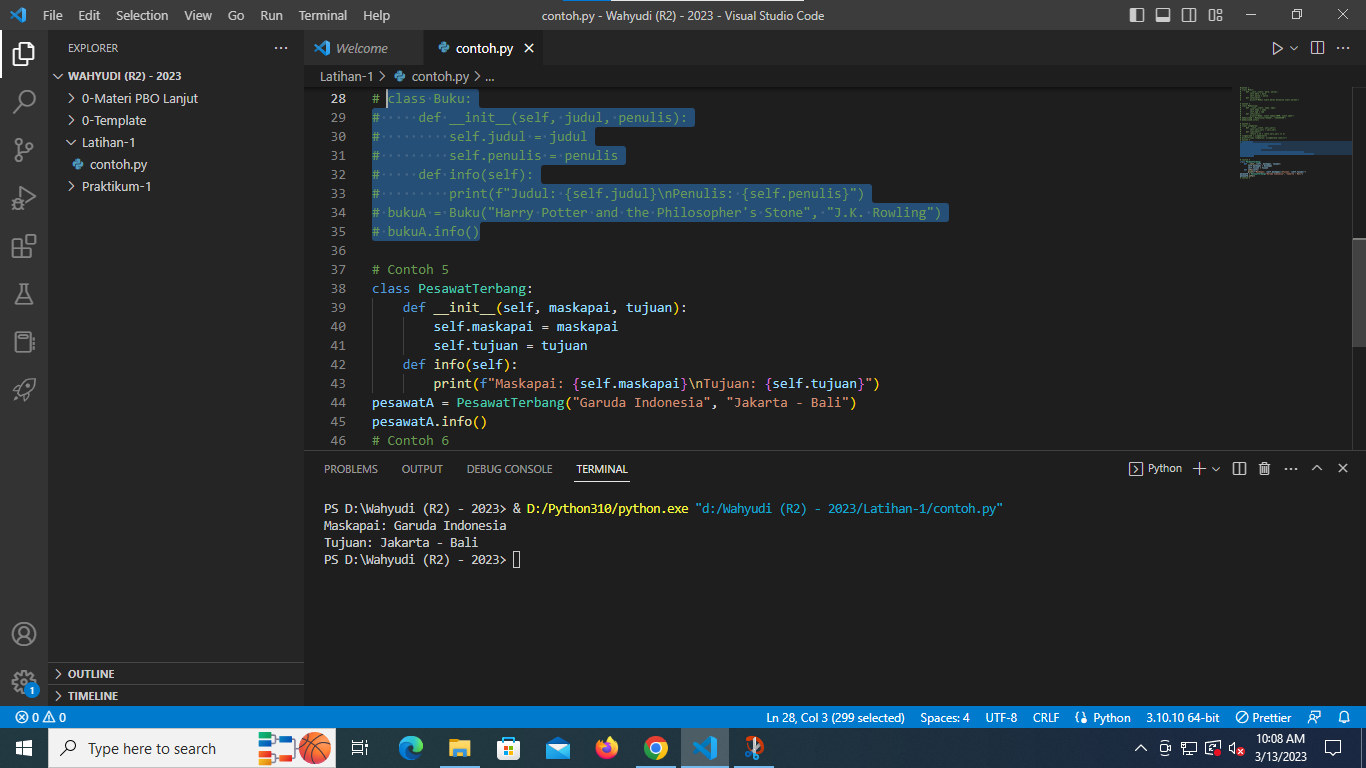 File Edit Selection View Go Run Terminal Help
contoh.py - Wahyudi (R2) - 2023 - Visual Studio Code
EXPLORER
WAHYUDI (R2) - 2023
0-Materi PBO Lanjut
0-Template
Latihan-1
contoh.py
Praktikum-1
OUTLINE
TIMELINE
1
Welcome
contoh.py
Latihan-1 > contoh.py > ...
28 # class Buku:
29 #     def __init__(self, judul, penulis):
30 #         self.judul = judul
31 #         self.penulis = penulis
32 #     def info(self):
33 #         print(f"Judul: {self.judul}\nPenulis: {self.penulis}")
34 # bukuA = Buku("Harry Potter and the Philosopher's Stone", "J.K. Rowling")
35 # bukuA.info()
36
37 # Contoh 5
38 class PesawatTerbang:
39     def __init__(self, maskapai, tujuan):
40         self.maskapai = maskapai
41         self.tujuan = tujuan
42     def info(self):
43         print(f"Maskapai: {self.maskapai}\nTujuan: {self.tujuan}")
44 pesawatA = PesawatTerbang("Garuda Indonesia", "Jakarta - Bali")
45 pesawatA.info()
46 # Contoh 6
PROBLEMS OUTPUT DEBUG CONSOLE TERMINAL
Python
PS D:\Wahyudi (R2) - 2023> & D:/Python310/python.exe "d:/Wahyudi (R2) - 2023/Latihan-1/contoh.py"
Maskapai: Garuda Indonesia
Tujuan: Jakarta - Bali
PS D:\Wahyudi (R2) - 2023>
0 0
Ln 28, Col 3 (299 selected) Spaces: 4 UTF-8 CRLF Python 3.10.10 64-bit Prettier
Type here to search
10:08 AM
3/13/2023